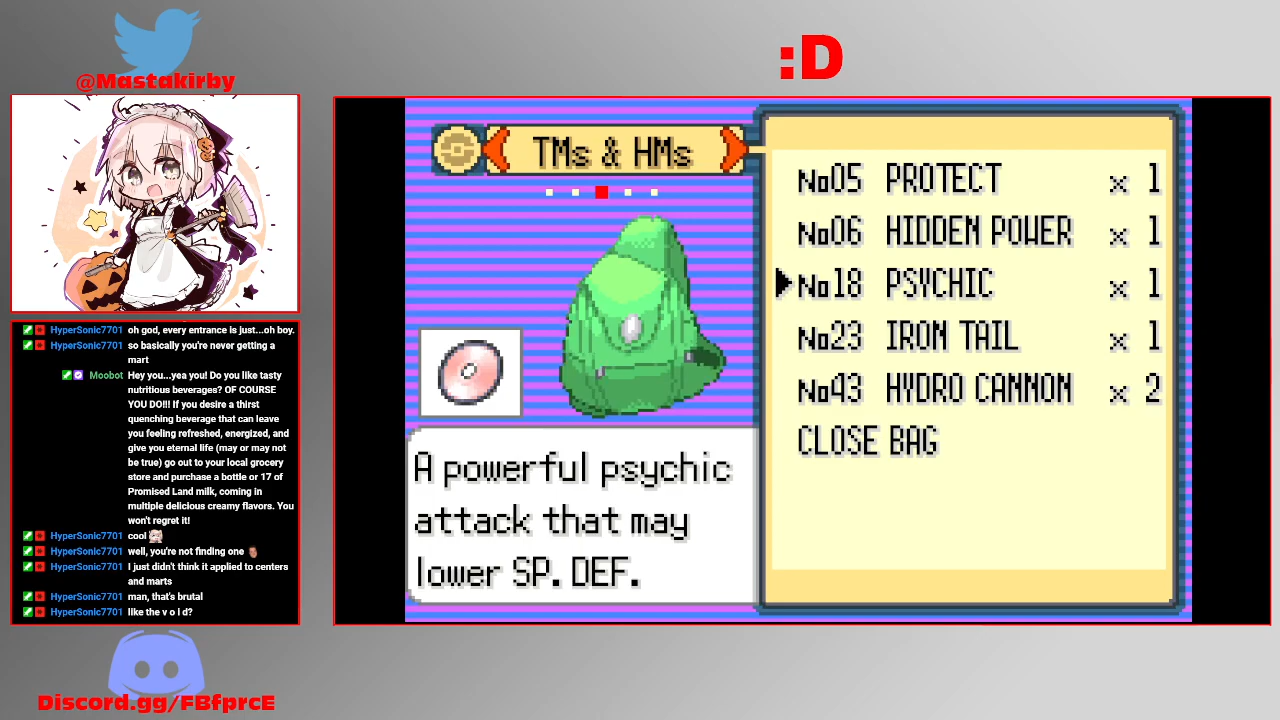 @Mastakirby
:D
HyperSonic7701 oh god, every entrance is just...oh boy.
HyperSonic7701 so basically you're never getting a
mart
Moobot Hey you...yea you! Do you like tasty
nutritious beverages? OF COURSE
YOU DO!!! If you desire a thirst
quenching beverage that can leave
you feeling refreshed, energized, and
give you eternal life (may or may not
be true) go out to your local grocery
store and purchase a bottle or 17 of
Promised Land milk, coming in
multiple delicious creamy flavors. You
won't regret it!
HyperSonic7701 cool
HyperSonic7701 well, you're not finding one
HyperSonic7701 I just didn't think it applied to centers
and marts
HyperSonic7701 man, that's brutal
HyperSonic7701 like the v o i d?
Discord.gg/FBfprcE
TMs & HMs
No05 PROTECT x 1
No06 HIDDEN POWER x 1
No18 PSYCHIC x 1
No23 IRON TAIL x 1
No43 HYDRO CANNON x 2
CLOSE BAG
A powerful psychic
attack that may
lower SP. DEF.